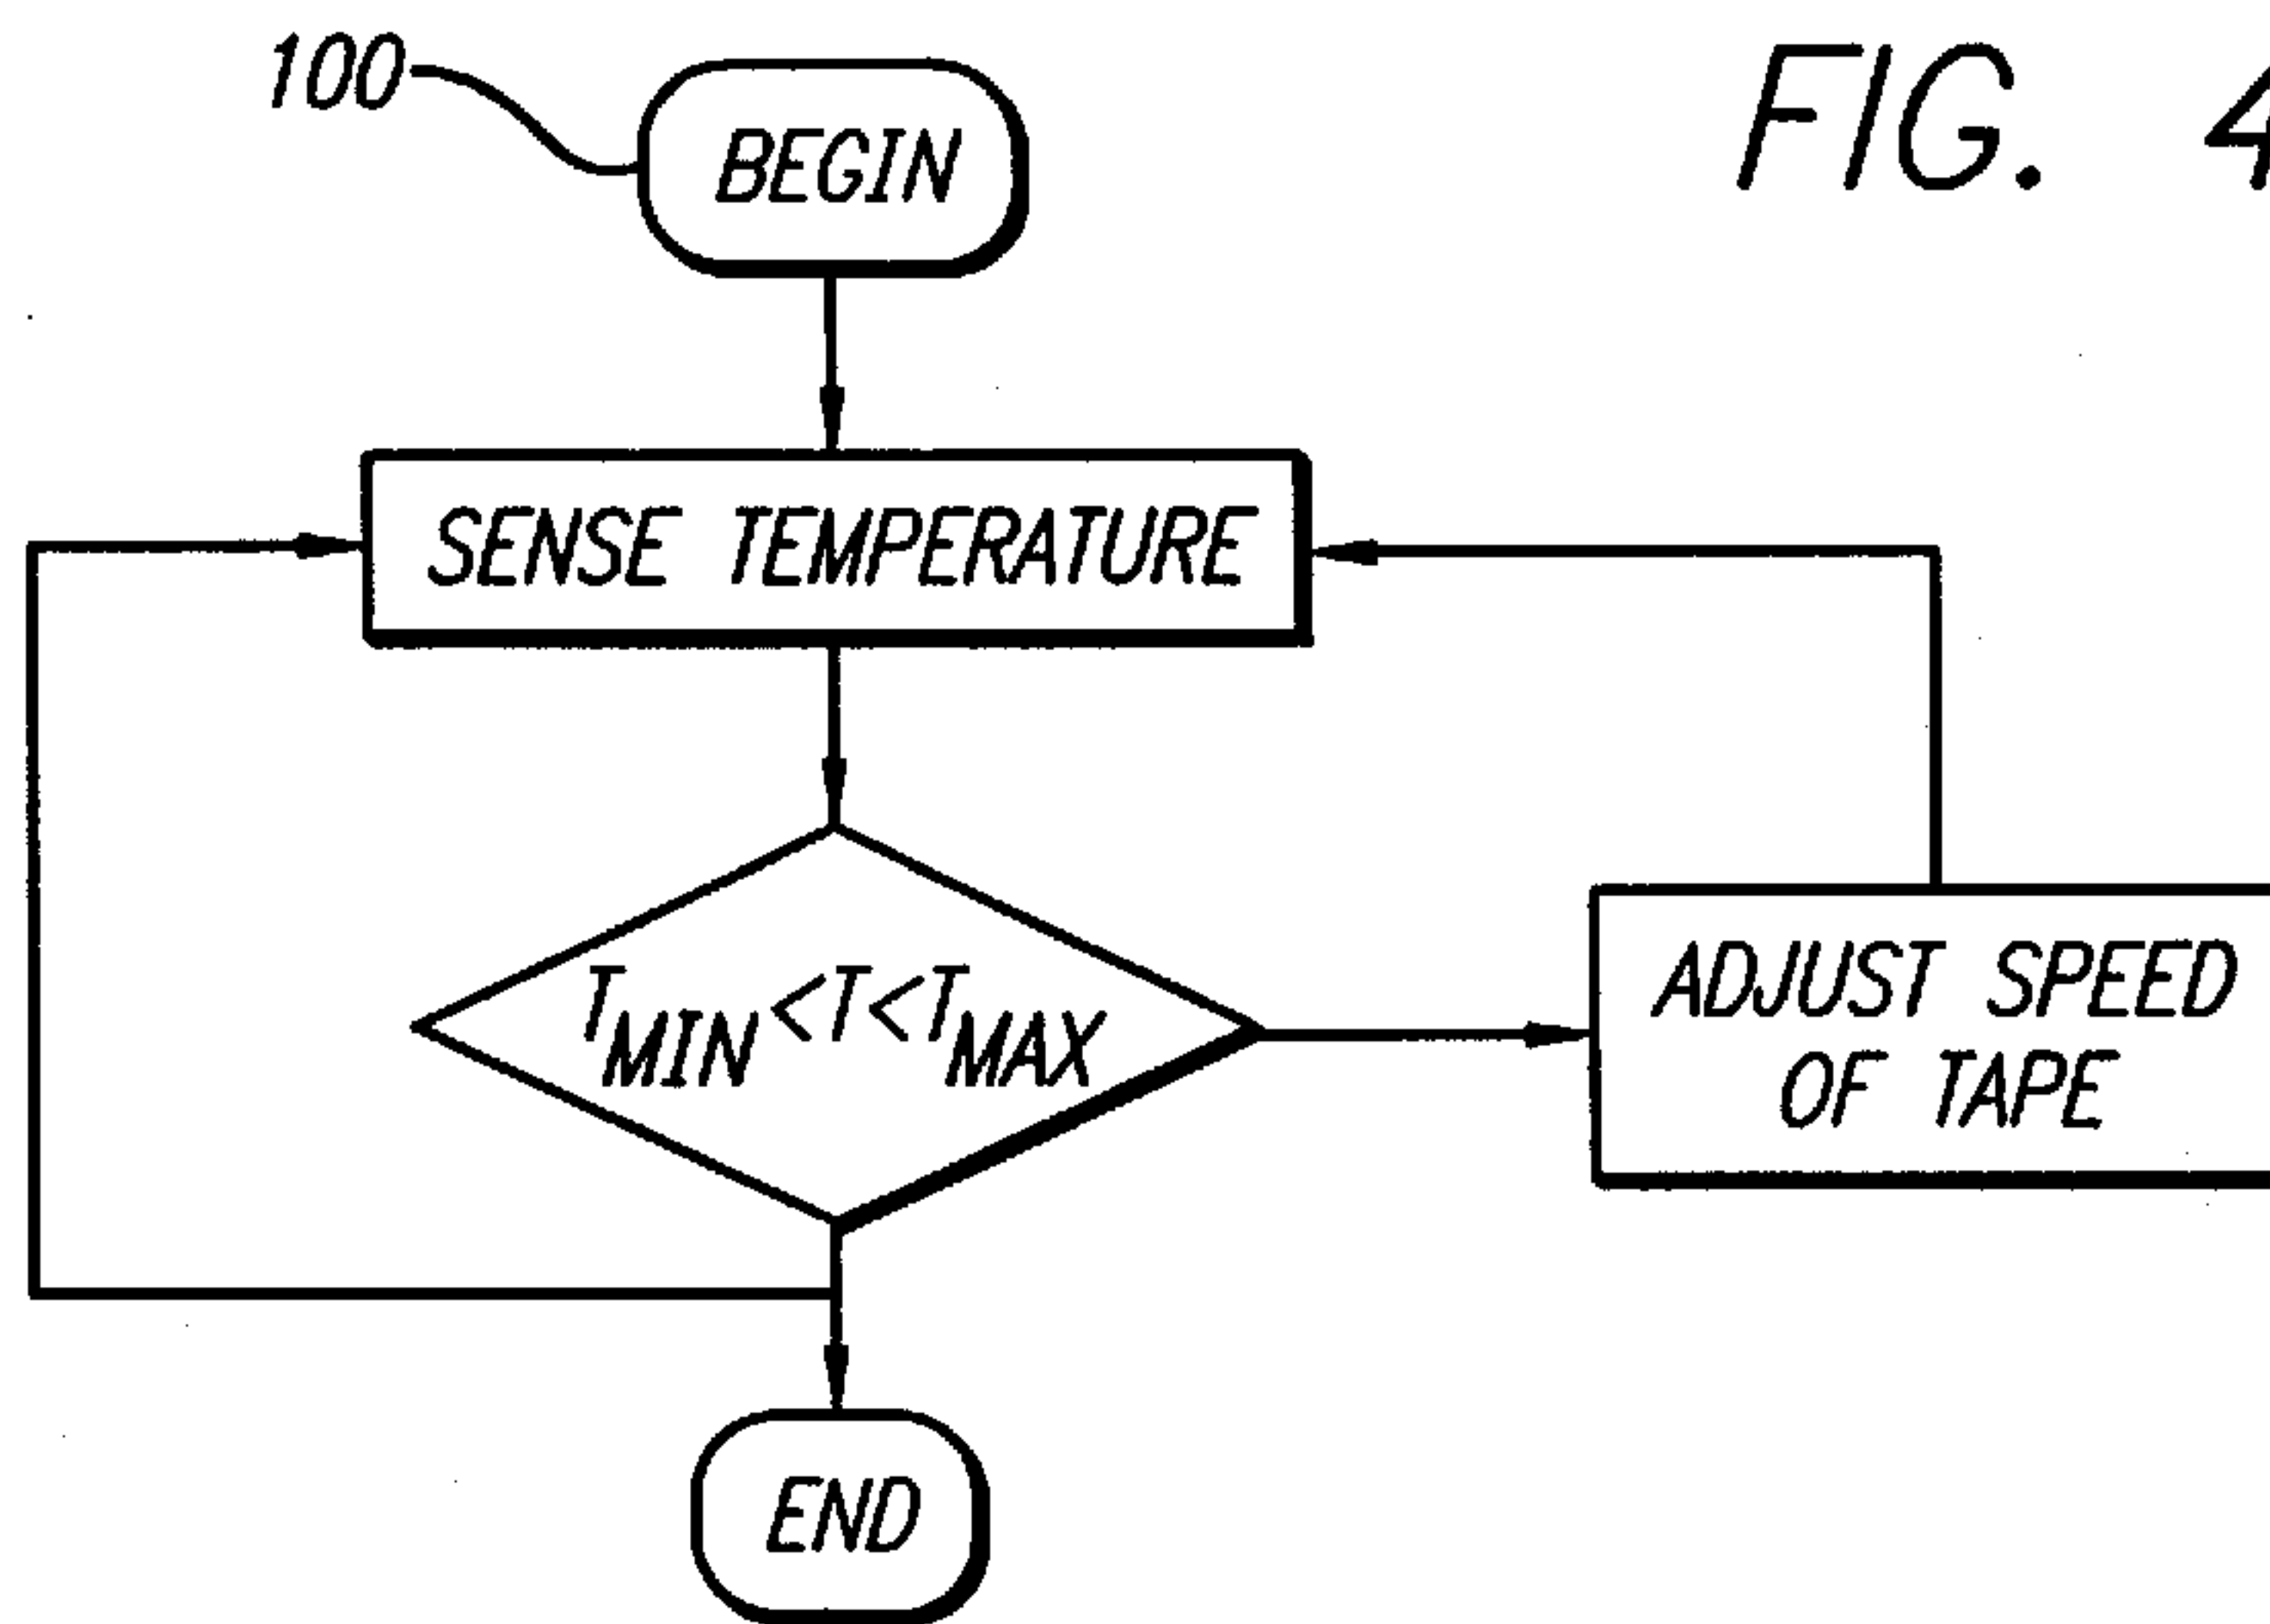 100
BEGIN
FIG. 4
SENSE TEMPERATURE
TMIN<T<TMAX
ADJUST SPEED
OF TAPE
END